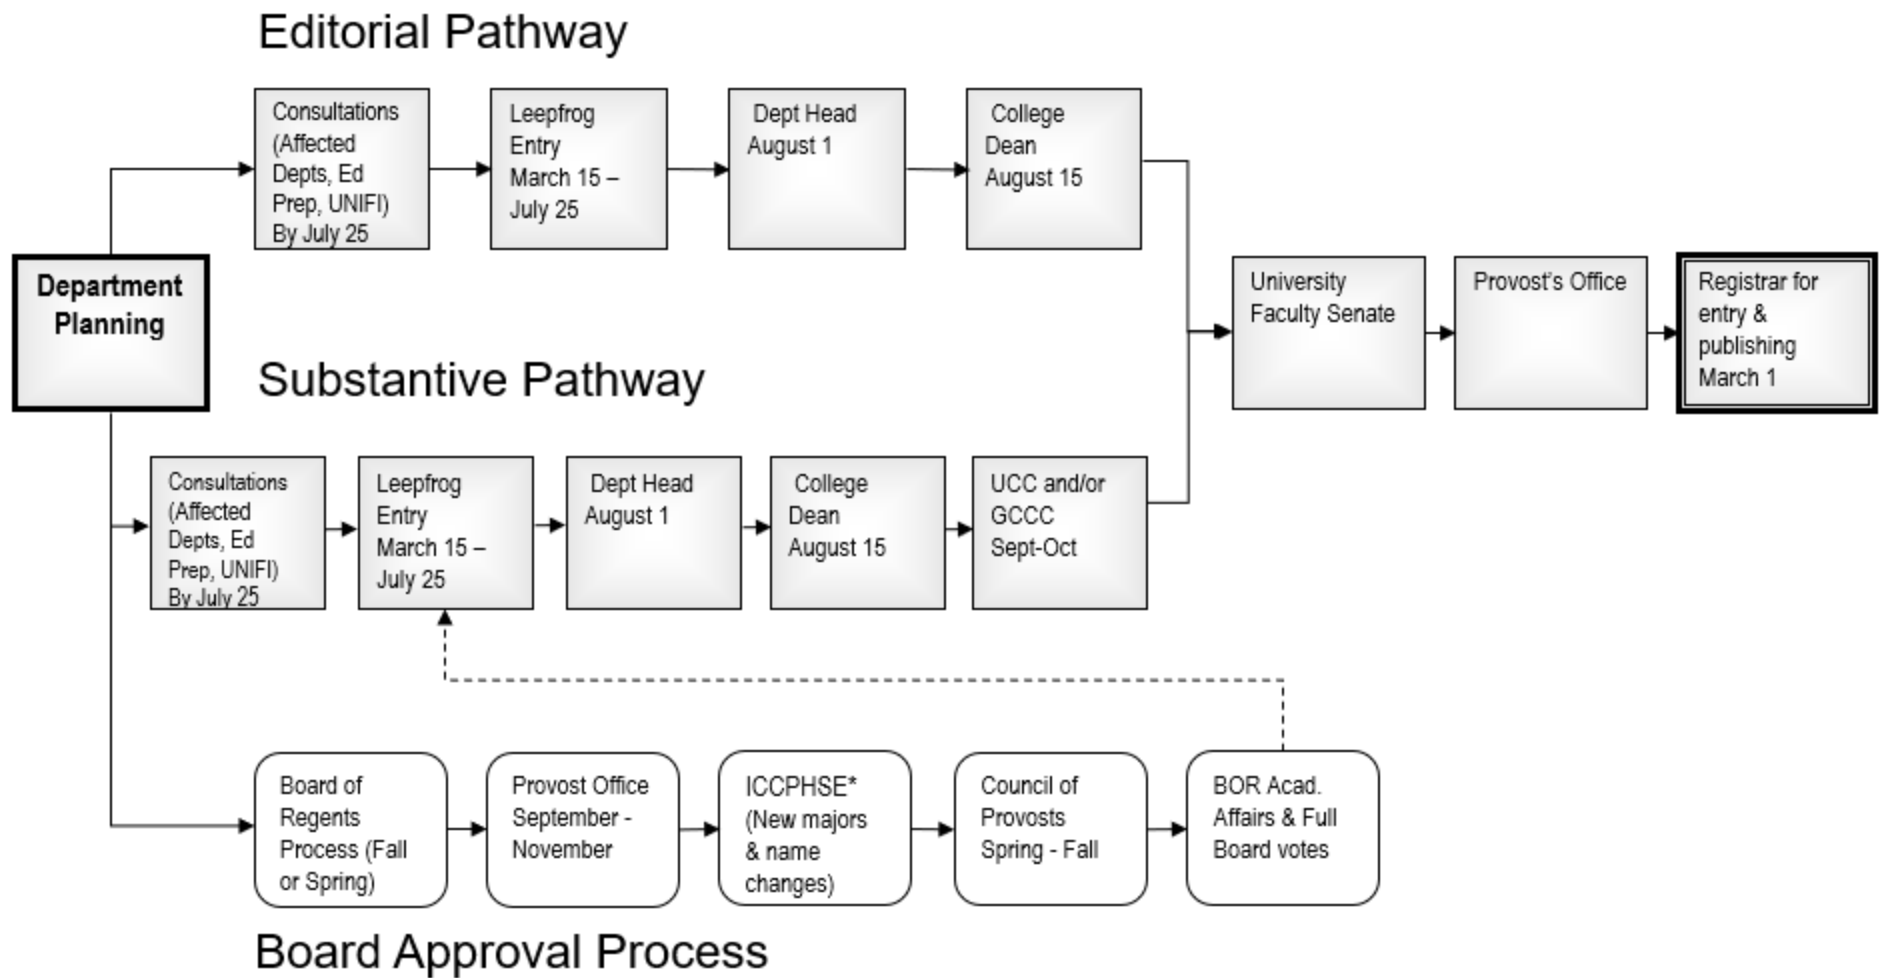 Editorial Pathway
Consultations
(Affected
Depts, Ed
Prep, UNIFI)
By July 25
Leepfrog
Entry
March 15 –
July 25
Dept Head
August 1
College
Dean
August 15
Department
Planning
University
Faculty Senate
Provost's Office
Registrar for
entry &
publishing
March 1
Substantive Pathway
Consultations
(Affected
Depts, Ed
Prep, UNIFI)
By July 25
Leepfrog
Entry
March 15 –
July 25
Dept Head
August 1
College
Dean
August 15
UCC and/or
GCCC
Sept-Oct
Board of
Regents
Process (Fall
or Spring)
Provost Office
September -
November
ICCPHSE*
(New majors
& name
changes)
Council of
Provosts
Spring - Fall
BOR Acad.
Affairs & Full
Board votes
Board Approval Process